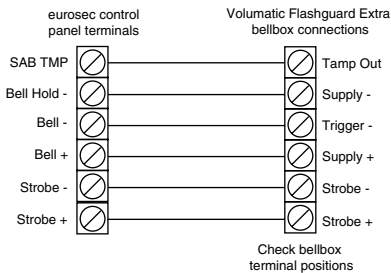 eurosec control
panel terminals
Volumatic Flashguard Extra
bellbox connections
SAB TMP
Tamp Out
Bell Hold -
Supply -
Bell -
Trigger -
Bell +
Supply +
Strobe -
Strobe -
Strobe +
Strobe +
Check bellbox
terminal positions